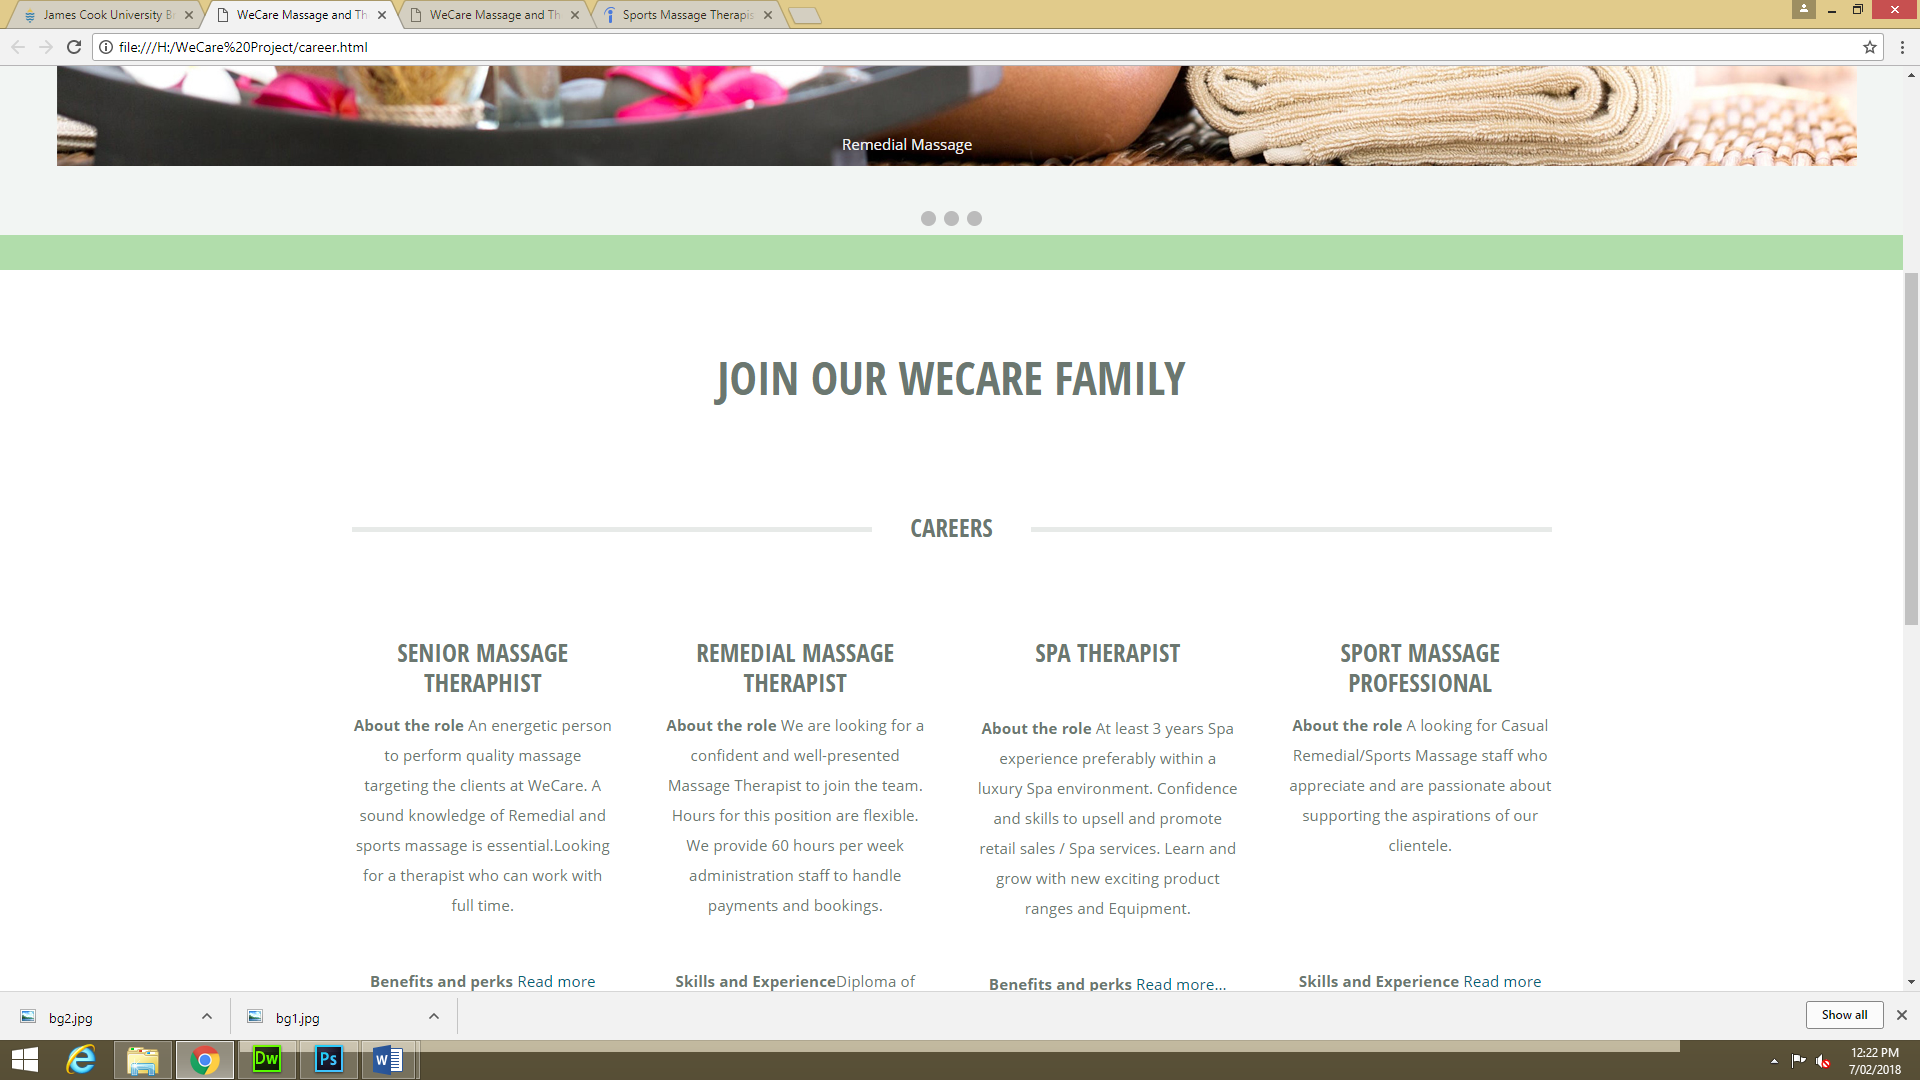 James Cook University Br
WeCare Massage and Th
WeCare Massage and Th
Sports Massage Therapis
file:///H:/WeCare%20Project/career.html
Remedial Massage
JOIN OUR WECARE FAMILY
CAREERS
SENIOR MASSAGE
THERAPHIST
About the role An energetic person
to perform quality massage
targeting the clients at WeCare. A
sound knowledge of Remedial and
sports massage is essential.Looking
for a therapist who can work with
full time.
Benefits and perks Read more
REMEDIAL MASSAGE
THERAPIST
About the role We are looking for a
confident and well-presented
Massage Therapist to join the team.
Hours for this position are flexible.
We provide 60 hours per week
administration staff to handle
payments and bookings.
Skills and ExperienceDiploma of
SPA THERAPIST
About the role At least 3 years Spa
experience preferably within a
luxury Spa environment. Confidence
and skills to upsell and promote
retail sales / Spa services. Learn and
grow with new exciting product
ranges and Equipment.
Benefits and perks Read more...
SPORT MASSAGE
PROFESSIONAL
About the role A looking for Casual
Remedial/Sports Massage staff who
appreciate and are passionate about
supporting the aspirations of our
clientele.
Skills and Experience Read more
bg2.jpg
bg1.jpg
Show all
Dw
Ps
W
12:22 PM
7/02/2018